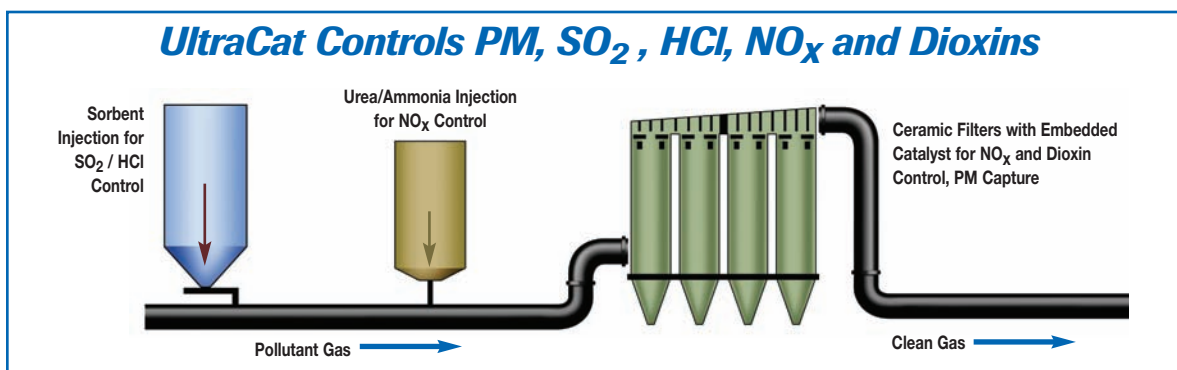 UltraCat Controls PM, SO2 , HCl, NOX and Dioxins
Sorbent
Injection for
SO2 / HCl
Control
Urea/Ammonia Injection
for NOX Control
Ceramic Filters with Embedded
Catalyst for NOX and Dioxin
Control, PM Capture
Pollutant Gas
Clean Gas